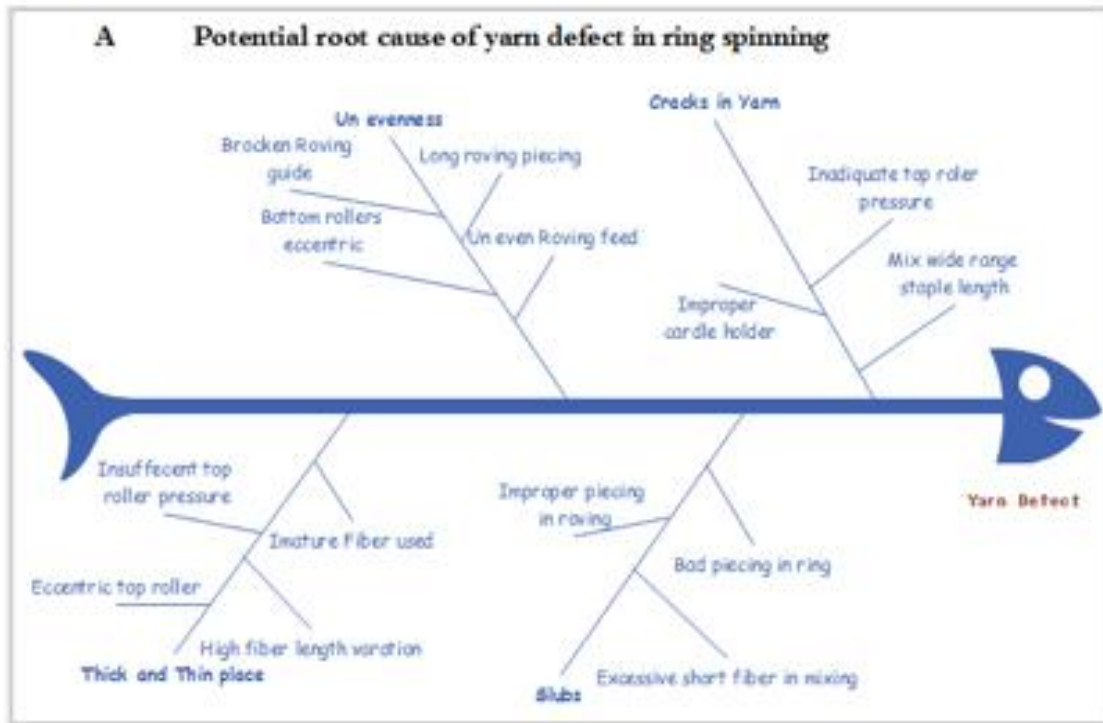 A Potential root cause of yarn defect in ring spinning
Un evenness
Brocken Roving
guide
Long roving piecing
Bottom rollers
eccentric
Un even Roving feed
Cracks in Yarn
Inadiquate top roler
pressure
Mix wide range
staple length
Improper
cardle holder
Insuffecent top
roller pressure
Imature Fiber used
Eccentric top roller
High fiber length varation
Thick and Thin place
Improper piecing
in roving
Bad piecing in ring
Excessive short fiber in mixing
Slubs
Yarn Defect